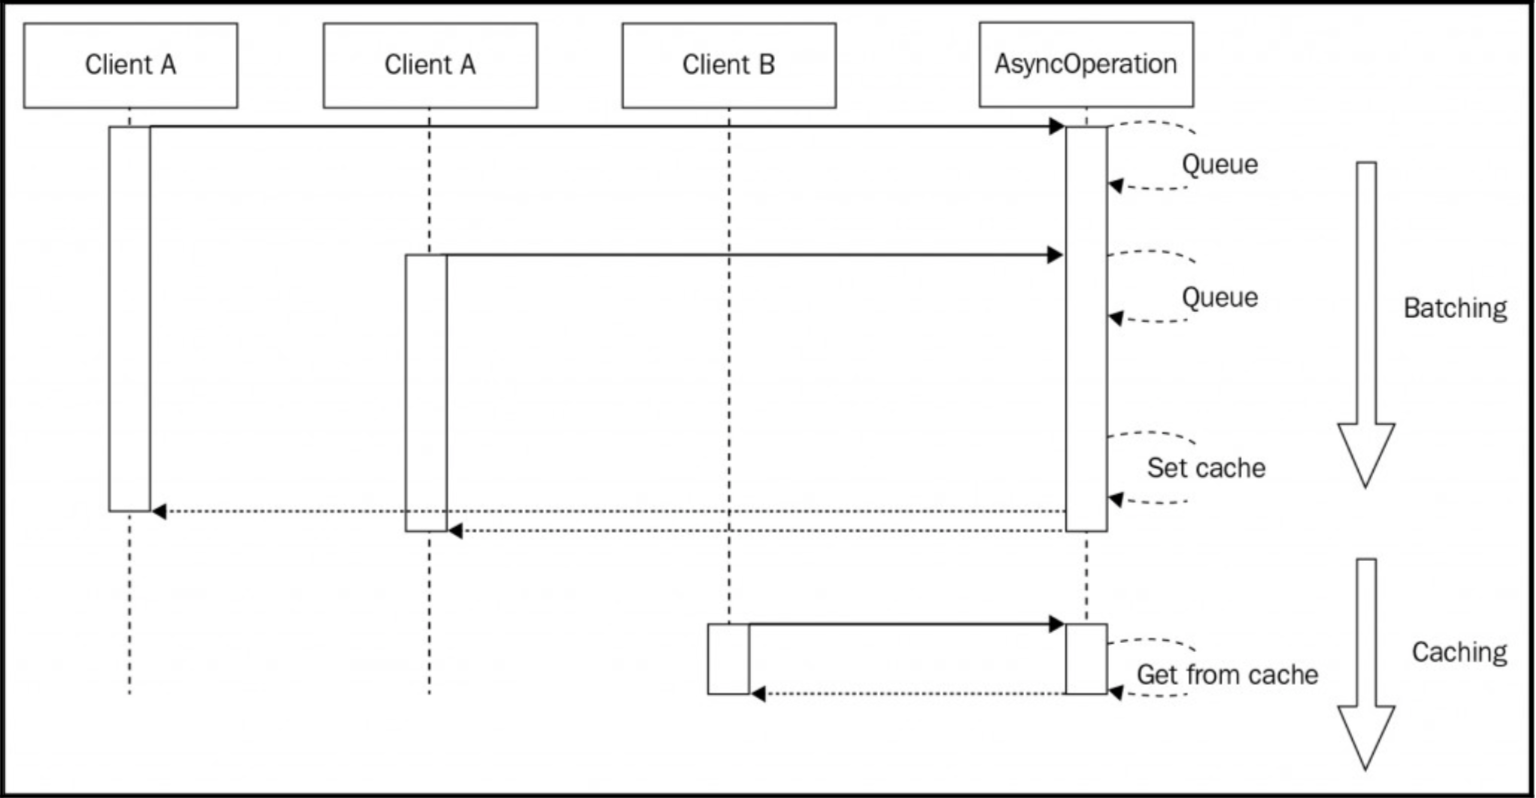 Client A
Client A
Client B
AsyncOperation
Queue
Queue
Batching
Set cache
Caching
Get from cache